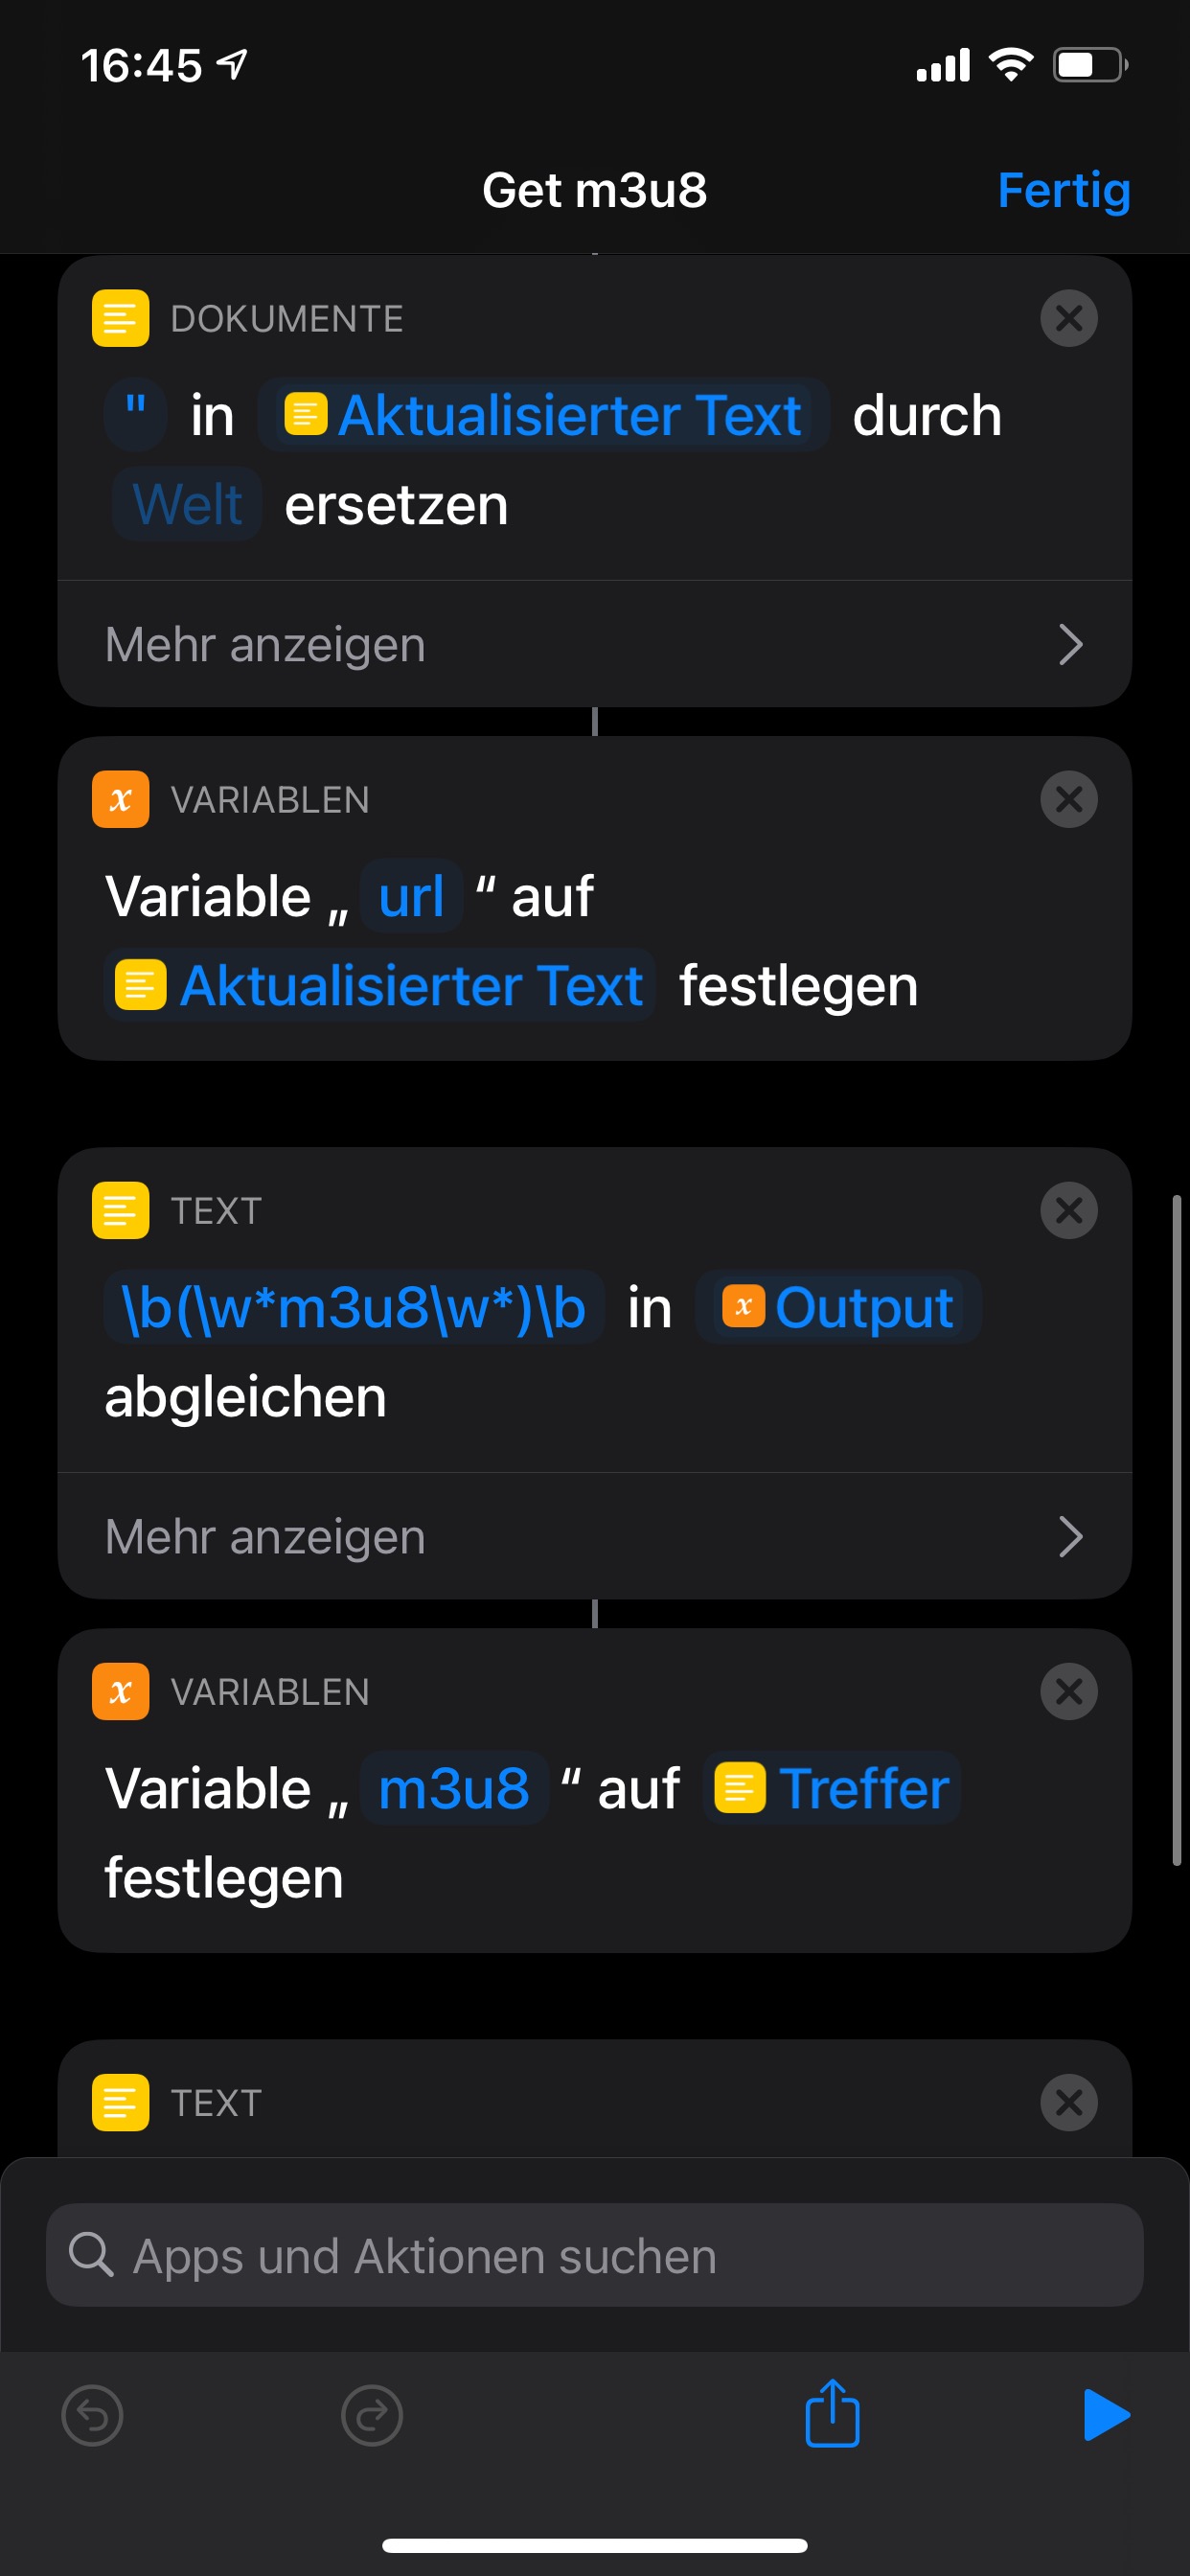 16:45
Get m3u8
Fertig
DOKUMENTE
" in Aktualisierter Text durch
Welt ersetzen
Mehr anzeigen
VARIABLEN
Variable „ url “ auf
Aktualisierter Text festlegen
TEXT
\b(\w*m3u8\w*)\b in Output
abgleichen
Mehr anzeigen
VARIABLEN
Variable „ m3u8 “ auf Treffer
festlegen
TEXT
Apps und Aktionen suchen